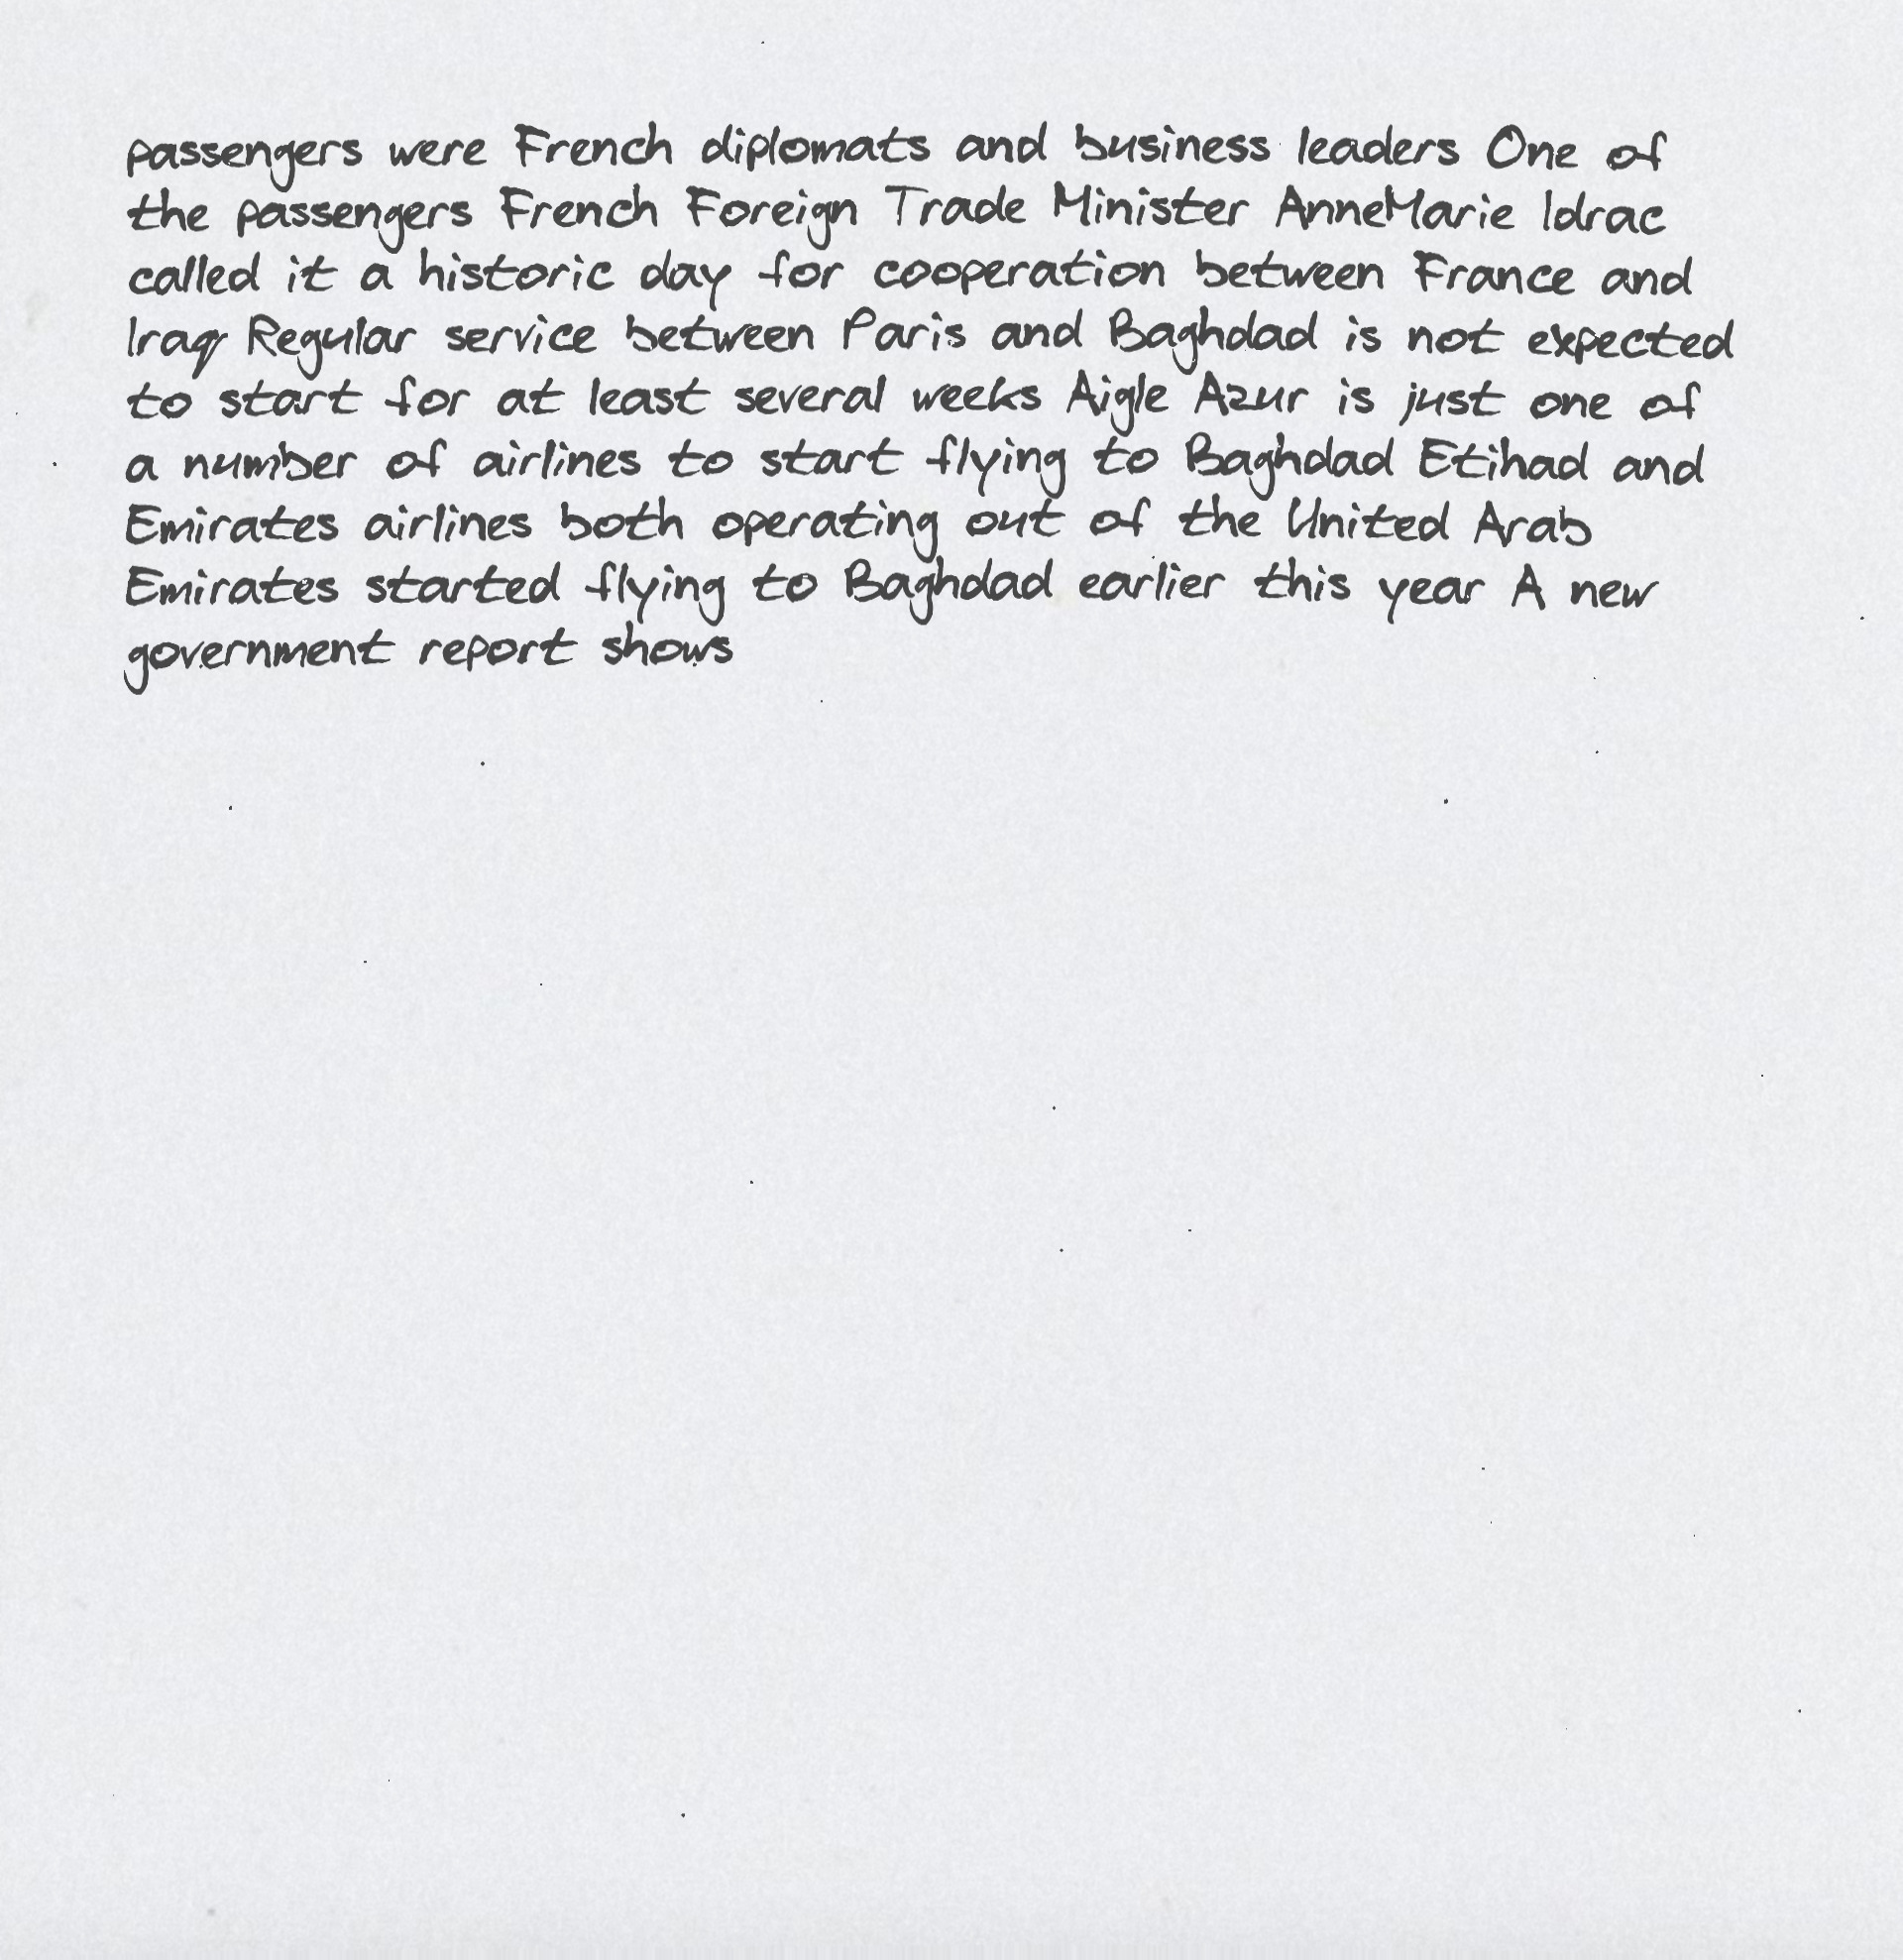 passengers were French diplomats and business leaders One of
the passengers French Foreign Trade Minister AnneMarie Idrac
called it a historic day for cooperation between France and
Iraq Regular service between Paris and Baghdad is not expected
to start for at least several weeks Aigle Azur is just one of
a number of airlines to start flying to Baghdad Etihad and
Emirates airlines both operating out of the United Arab
Emirates started flying to Baghdad earlier this year A new
government report shows